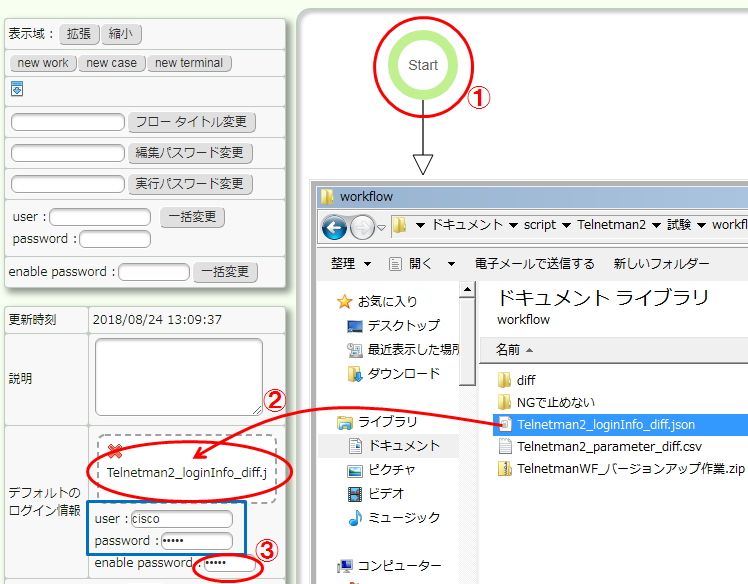 表示域： 拡張 縮小
new work new case new terminal
フロー タイトル変更
編集パスワード変更
実行パスワード変更
user : 一括変更
password :
enable password : 一括変更
更新時刻 2018/08/24 13:09:37
説明
デフォルトの
ログイン情報
②
Telnetman2_loginInfo_diff.j
user : cisco
password : •••••
③
enable password : •••••
Start
①
workflow
ドキュメント script Telnetman2 試験 workfl
整理 開く 電子メールで送信する 新しいフォルダー
お気に入り
デスクトップ
最近表示した場所
ダウンロード
ライブラリ
ドキュメント
ピクチャ
ビデオ
ミュージック
コンピューター
ドキュメント ライブラリ
workflow
名前
diff
NGで止めない
Telnetman2_loginInfo_diff.json
Telnetman2_parameter_diff.csv
TelnetmanWF_バージョンアップ作業.zip